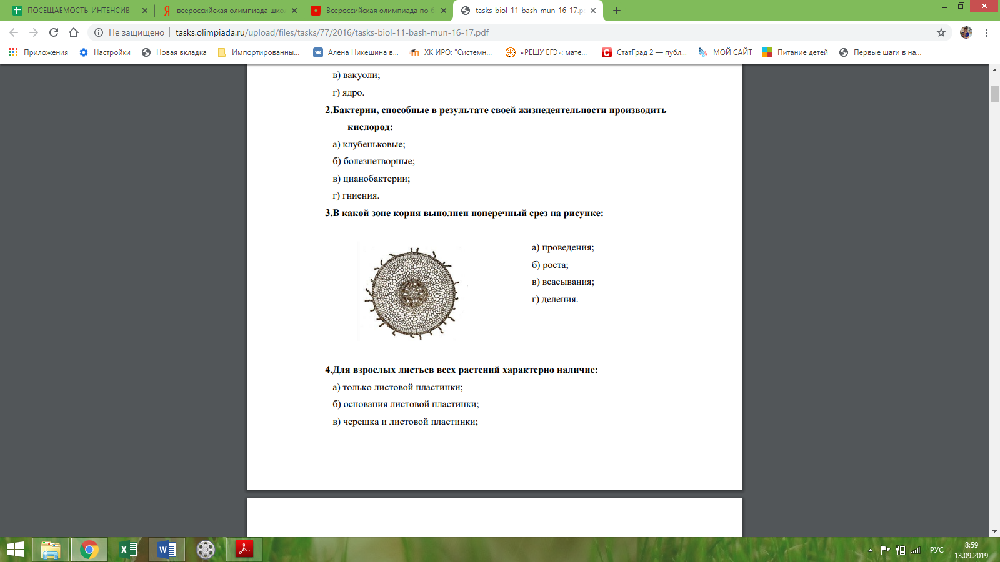 ПОСЕЩАЕМОСТЬ_ИНТЕНСИВ -
всероссийская олимпиада шко
Всероссийская олимпиада по б
tasks-biol-11-bash-mun-16-17.p
Не защищено
tasks.olimpiada.ru/upload/files/tasks/77/2016/tasks-biol-11-bash-mun-16-17.pdf
Приложения
Настройки
Новая вкладка
Импортированны...
Алена Никешина в...
ХК ИРО: "Системн...
«РЕШУ ЕГЭ»: мате...
СтатГрад 2 — публ...
МОЙ САЙТ
Питание детей
Первые шаги в на...
в) вакуоли;
г) ядро.
2.Бактерии, способные в результате своей жизнедеятельности производить
кислород:
а) клубеньковые;
б) болезнетворные;
в) цианобактерии;
г) гниения.
3.В какой зоне корня выполнен поперечный срез на рисунке:
а) проведения;
б) роста;
в) всасывания;
г) деления.
4.Для взрослых листьев всех растений характерно наличие:
а) только листовой пластинки;
б) основания листовой пластинки;
в) черешка и листовой пластинки;
РУС
8:59
13.09.2019